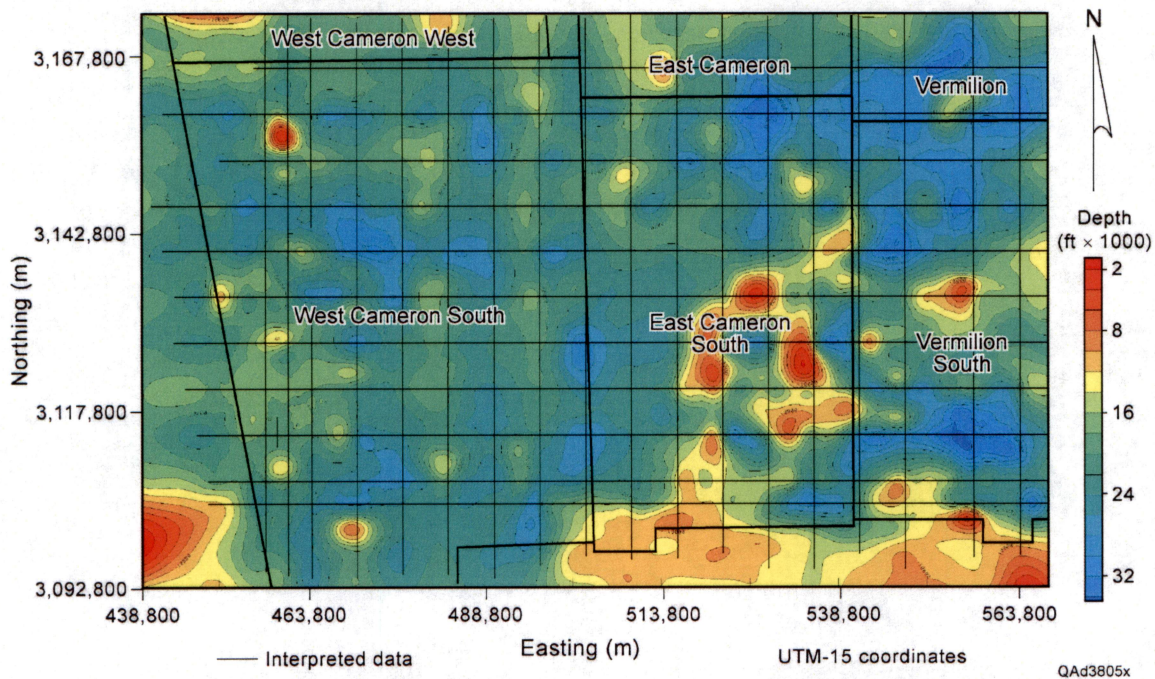 West Cameron West
East Cameron
Vermilion
West Cameron South
East Cameron
South
Vermilion
South
N
Depth
(ft × 1000)
2
8
16
24
32
Northing (m)
3,167,800
3,142,800
3,117,800
3,092,800
438,800
463,800
488,800
513,800
538,800
563,800
Easting (m)
Interpreted data
UTM-15 coordinates
QAd3805x